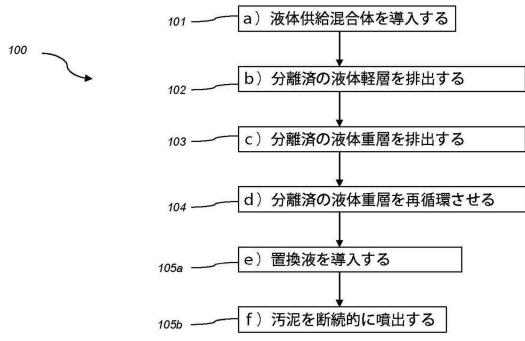 101
a）液体供給混合体を導入する
100
102
b）分離済の液体軽層を排出する
103
c）分離済の液体重層を排出する
104
d）分離済の液体重層を再循環させる
105a
e）置換液を導入する
105b
f）汚泥を断続的に噴出する